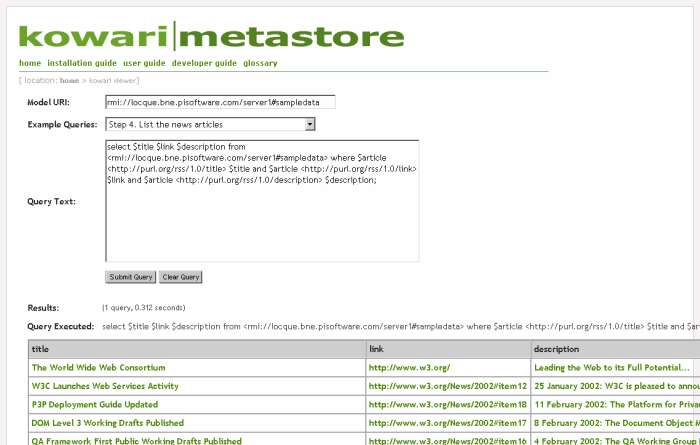 kowari|metastore
home installation guide user guide developer guide glossary
[ location: home » kowari viewer]
Model URI: rmi://locque.bne.pisoftware.com/server1#sampledata
Example Queries: Step 4. List the news articles
select $title $link $description from
<rmi://locque.bne.pisoftware.com/server1#sampledata> where $article
<http://purl.org/rss/1.0/title> $title and $article <http://purl.org/rss/1.0/link>
$link and $article <http://purl.org/rss/1.0/description> $description;
Query Text:
Submit Query Clear Query
Results: (1 query, 0.312 seconds)
Query Executed: select $title $link $description from <rmi://locque.bne.pisoftware.com/server1#sampledata> where $article <http://purl.org/rss/1.0/title> $title and $ar
title link description
The World Wide Web Consortium http://www.w3.org/ Leading the Web to its Full Potential...
W3C Launches Web Services Activity http://www.w3.org/News/2002#item12 25 January 2002: W3C is pleased to annou
P3P Deployment Guide Updated http://www.w3.org/News/2002#item18 11 February 2002: The Platform for Priva
DOM Level 3 Working Drafts Published http://www.w3.org/News/2002#item17 8 February 2002: The Document Object M
QA Framework First Public Working Drafts Published http://www.w3.org/News/2002#item16 4 February 2002: The QA Working Group